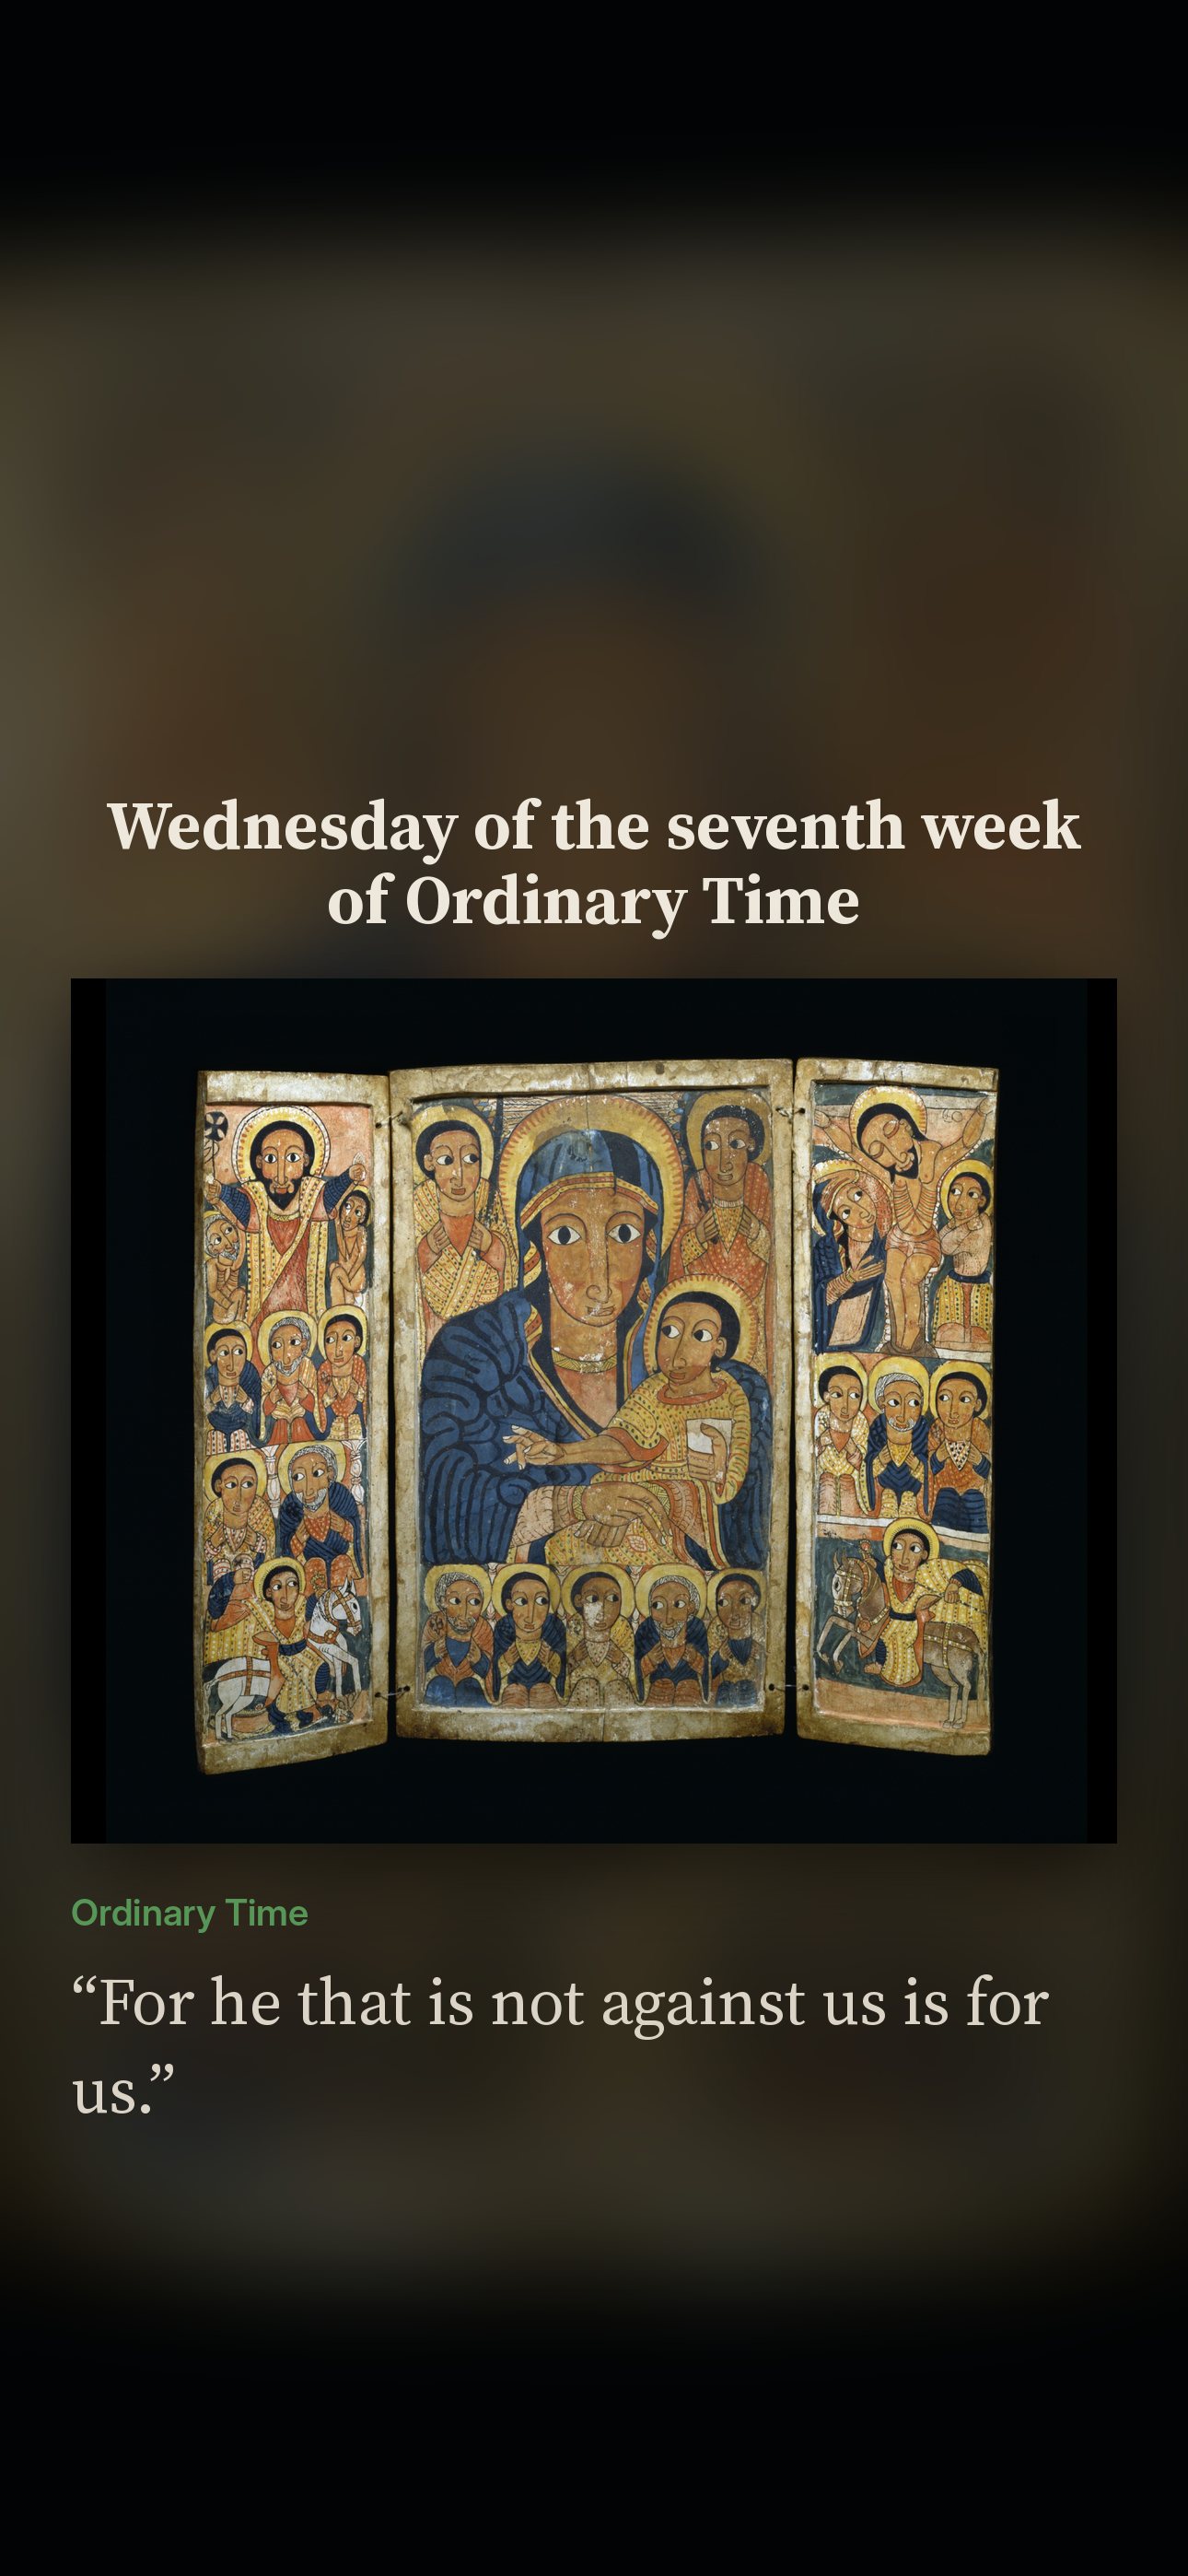 Wednesday of the seventh week
of Ordinary Time
Ordinary Time
“For he that is not against us is for
us.”